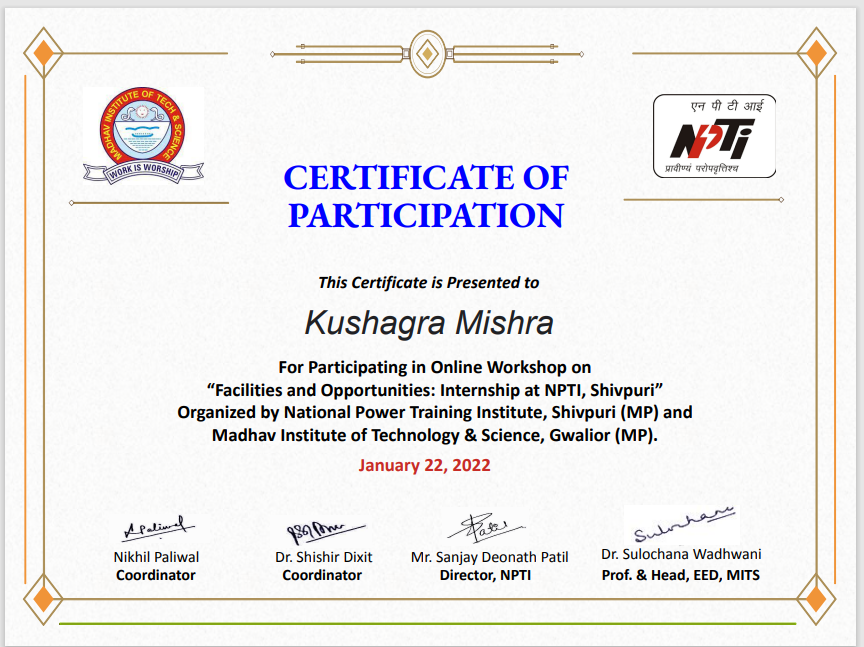 MADHAV INSTITUTE OF TECH & SCIENCE
WORK IS WORSHIP
एन पी टी आई
NPTi
प्रावीण्यं परोपवृत्तिश्च
CERTIFICATE OF
PARTICIPATION
This Certificate is Presented to
Kushagra Mishra
For Participating in Online Workshop on
“Facilities and Opportunities: Internship at NPTI, Shivpuri”
Organized by National Power Training Institute, Shivpuri (MP) and
Madhav Institute of Technology & Science, Gwalior (MP).
January 22, 2022
A Paliwal
Patil
Sulochana
Nikhil Paliwal
Dr. Shishir Dixit
Mr. Sanjay Deonath Patil
Dr. Sulochana Wadhwani
Coordinator
Coordinator
Director, NPTI
Prof. & Head, EED, MITS